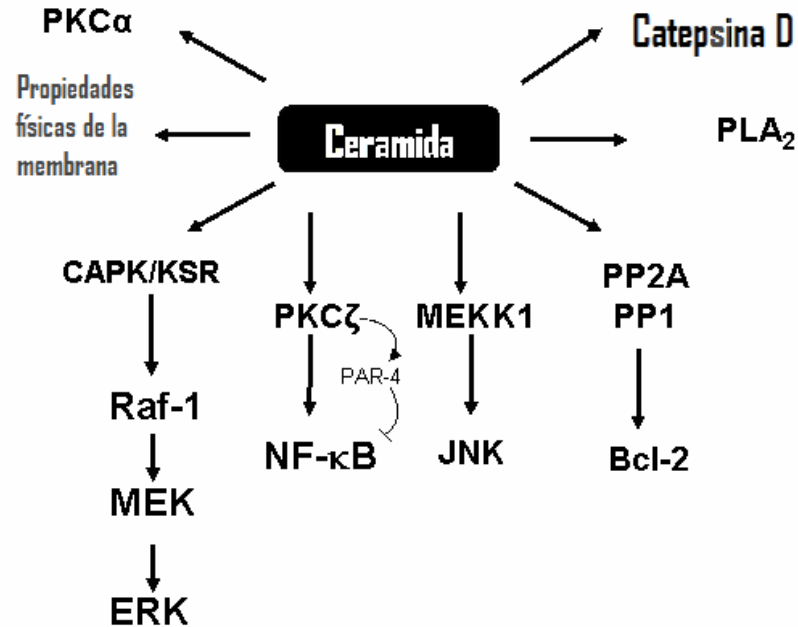 PKCα
Catepsina D
Propiedades
físicas de la
membrana
Ceramida
PLA₂
CAPK/KSR
PKCζ
MEKK1
PP2A
PP1
PAR-4
Raf-1
NF-κB
JNK
Bcl-2
MEK
ERK